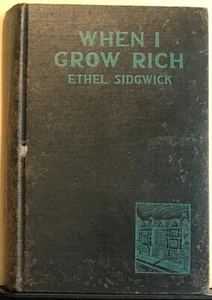 WHEN I
GROW RICH
ETHEL SIDGWICK